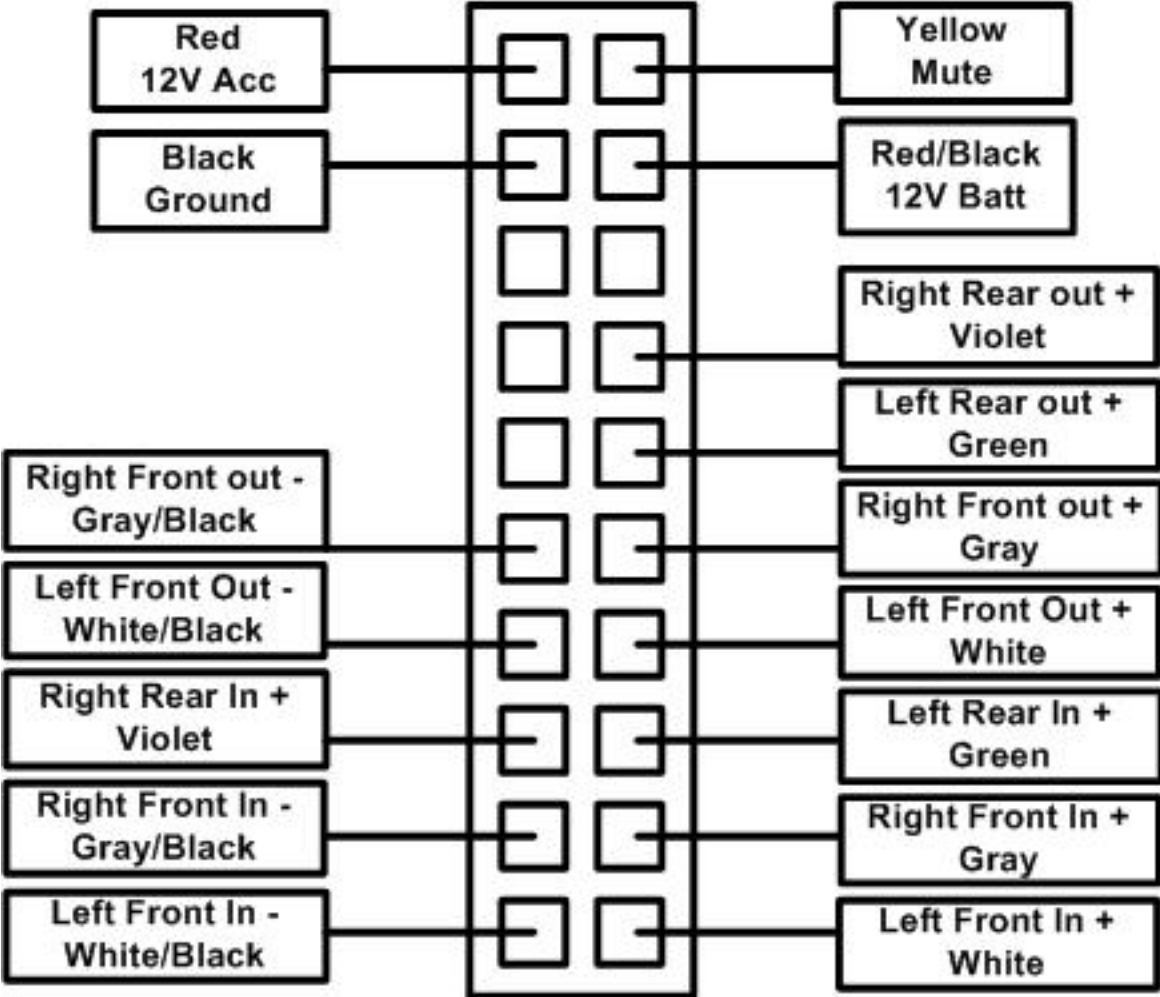 Red
12V Acc
Yellow
Mute
Black
Ground
Red/Black
12V Batt
Right Rear out +
Violet
Left Rear out +
Green
Right Front out -
Gray/Black
Right Front out +
Gray
Left Front Out -
White/Black
Left Front Out +
White
Right Rear In +
Violet
Left Rear In +
Green
Right Front In -
Gray/Black
Right Front In +
Gray
Left Front In -
White/Black
Left Front In +
White